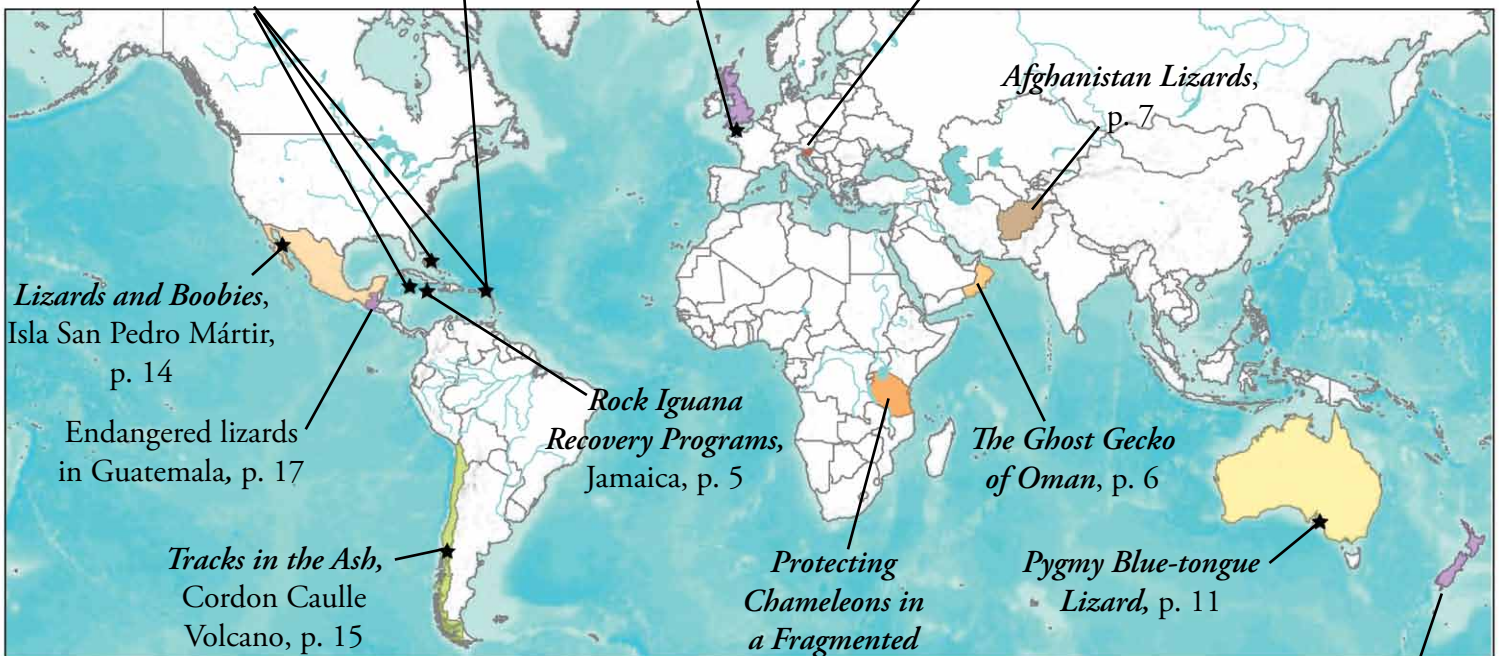 Afghanistan Lizards,
p. 7
Lizards and Boobies,
Isla San Pedro Mártir,
p. 14
Endangered lizards
in Guatemala, p. 17
Rock Iguana
Recovery Programs,
Jamaica, p. 5
The Ghost Gecko
of Oman, p. 6
Tracks in the Ash,
Cordon Caulle
Volcano, p. 15
Protecting
Chameleons in
a Fragmented
Pygmy Blue-tongue
Lizard, p. 11